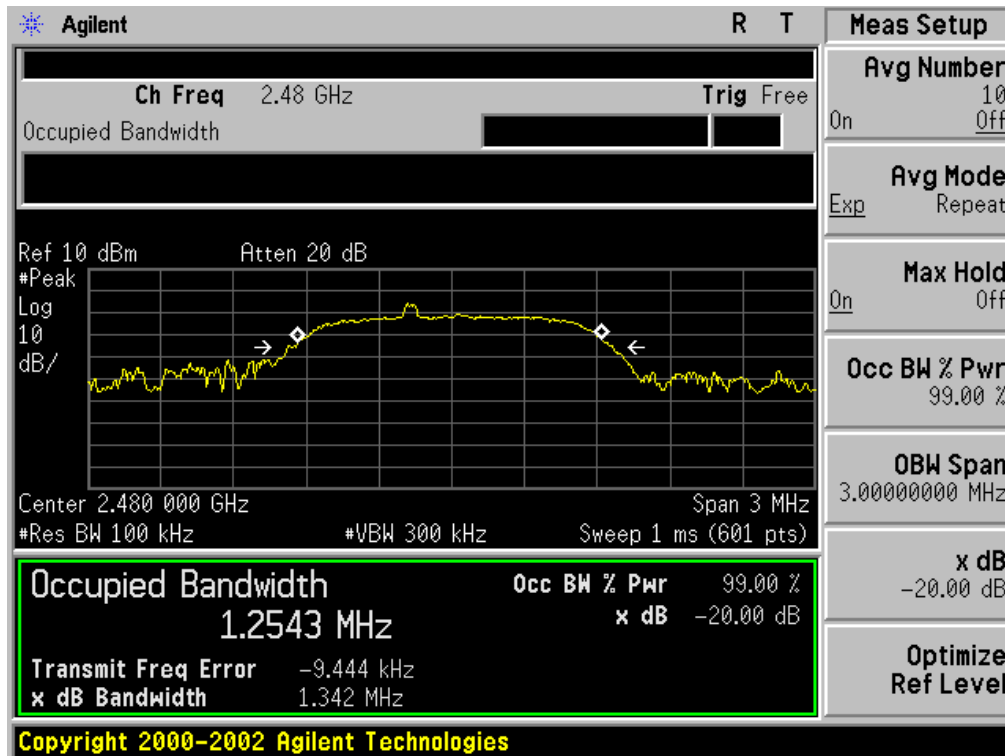 Agilent R T
Ch Freq 2.48 GHz Trig Free
Occupied Bandwidth
Ref 10 dBm Atten 20 dB
#Peak
Log
10
dB/
Center 2.480 000 GHz Span 3 MHz
#Res BW 100 kHz #VBW 300 kHz Sweep 1 ms (601 pts)
Occupied Bandwidth
1.2543 MHz
Occ BW % Pwr 99.00 %
x dB -20.00 dB
Transmit Freq Error -9.444 kHz
x dB Bandwidth 1.342 MHz
Copyright 2000-2002 Agilent Technologies
Meas Setup
Avg Number
10
On Off
Avg Mode
Exp Repeat
Max Hold
On Off
Occ BW % Pwr
99.00 %
OBW Span
3.00000000 MHz
x dB
-20.00 dB
Optimize
Ref Level